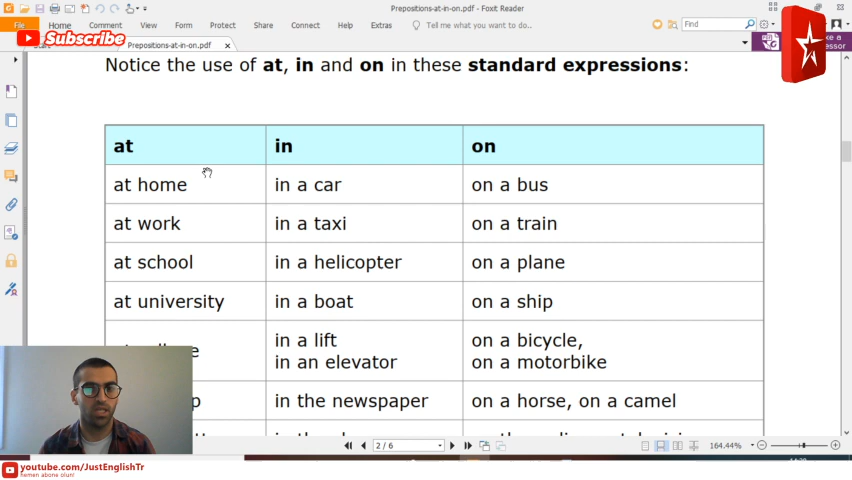 Prepositions-at-in-on.pdf - Foxit Reader
File Home Comment View Form Protect Share Connect Help Extras Tell me what you want to do.. Find
Subscribe
Prepositions-at-in-on.pdf
Notice the use of at, in and on in these standard expressions:
at in on
at home in a car on a bus
at work in a taxi on a train
at school in a helicopter on a plane
at university in a boat on a ship
in a lift on a bicycle,
in an elevator on a motorbike
in the newspaper on a horse, on a camel
2 / 6 164.44%
youtube.com/JustEnglishTr
hemen abone olun!